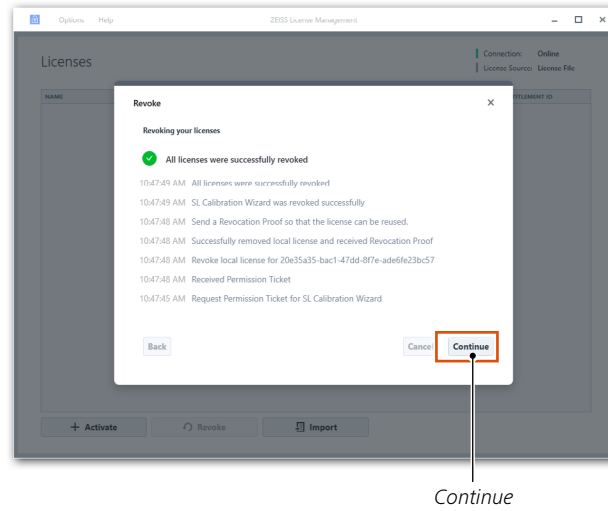 Options Help ZEISS License Management
Licenses
Connection: Online
License Source: License File
NAME TITLEMENT ID
Revoke
Revoking your licenses
All licenses were successfully revoked
10:47:49 AM All licenses were successfully revoked
10:47:49 AM SL Calibration Wizard was revoked successfully
10:47:48 AM Send a Revocation Proof so that the license can be reused.
10:47:48 AM Successfully removed local license and received Revocation Proof
10:47:48 AM Revoke local license for 20e35a35-bac1-47dd-8f7e-ade6fe23bc57
10:47:48 AM Received Permission Ticket
10:47:45 AM Request Permission Ticket for SL Calibration Wizard
Back Cancel Continue
Activate Revoke Import
Continue